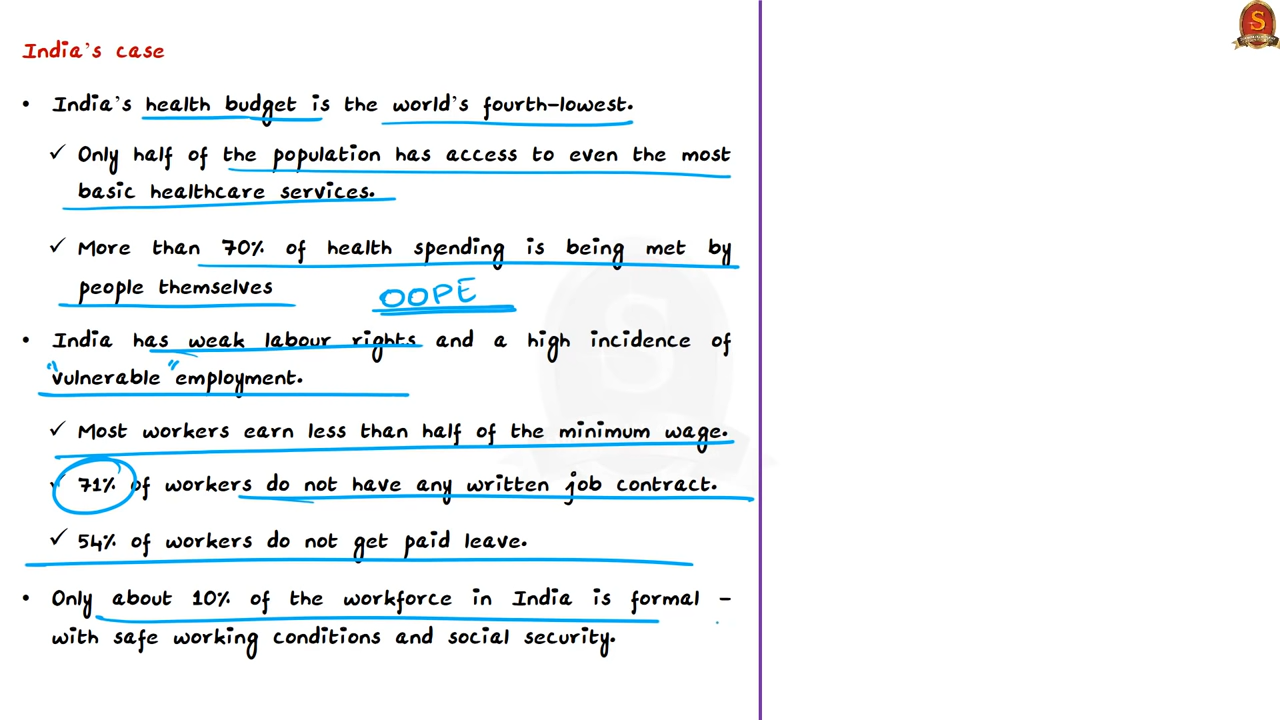 India's case
• India's health budget is the world's fourth-lowest.
✓ Only half of the population has access to even the most
basic healthcare services.
✓ More than 70% of health spending is being met by
people themselves
OOPE
• India has weak labour rights and a high incidence of
"vulnerable" employment.
✓ Most workers earn less than half of the minimum wage.
✓ 71% of workers do not have any written job contract.
✓ 54% of workers do not get paid leave.
• Only about 10% of the workforce in India is formal -
with safe working conditions and social security.
S
S